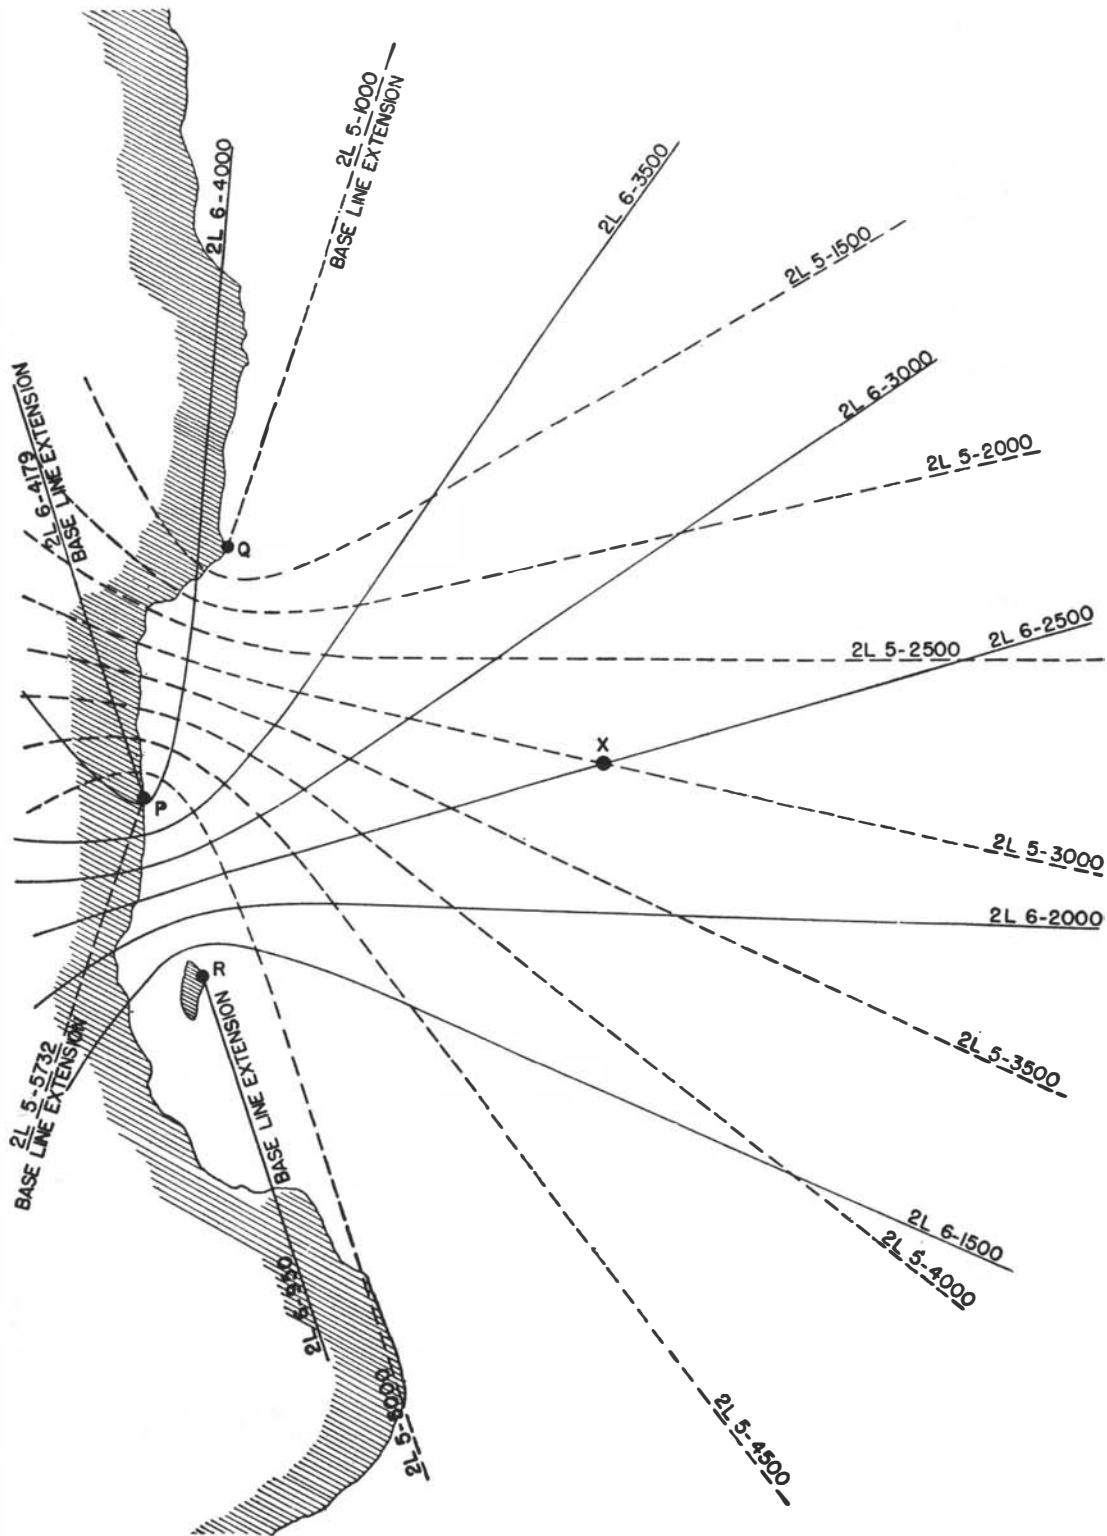 2L 5-1000
BASE LINE EXTENSION
2L 6-4000
2L 6-3500
2L 5-1500
2L 6-3000
2L 5-2000
2L 6-4179
BASE LINE EXTENSION
Q
2L 5-2500
2L 6-2500
X
P
2L 5-3000
2L 6-2000
R
BASE LINE EXTENSION
2L 5-5732
BASE LINE EXTENSION
2L 5-3500
2L 6-1500
2L 5-4000
2L 5-4500